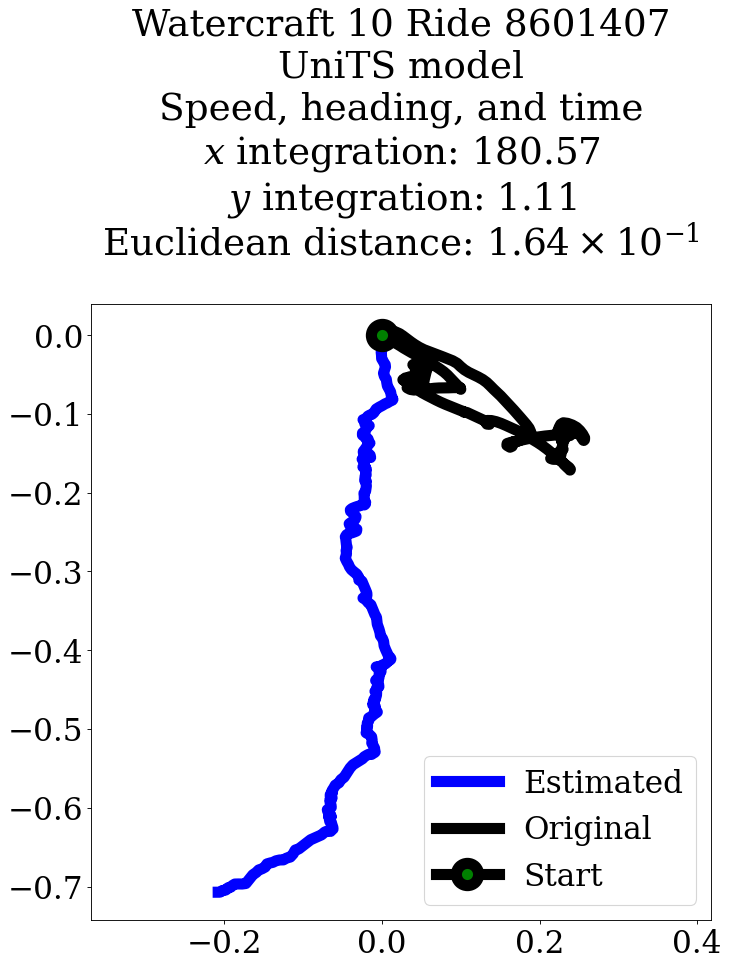 Watercraft 10 Ride 8601407
UniTS model
Speed, heading, and time
x integration: 180.57
y integration: 1.11
Euclidean distance: 1.64 × 10⁻¹
0.0
−0.1
−0.2
−0.3
−0.4
−0.5
−0.6
−0.7
Estimated
Original
Start
−0.2 0.0 0.2 0.4